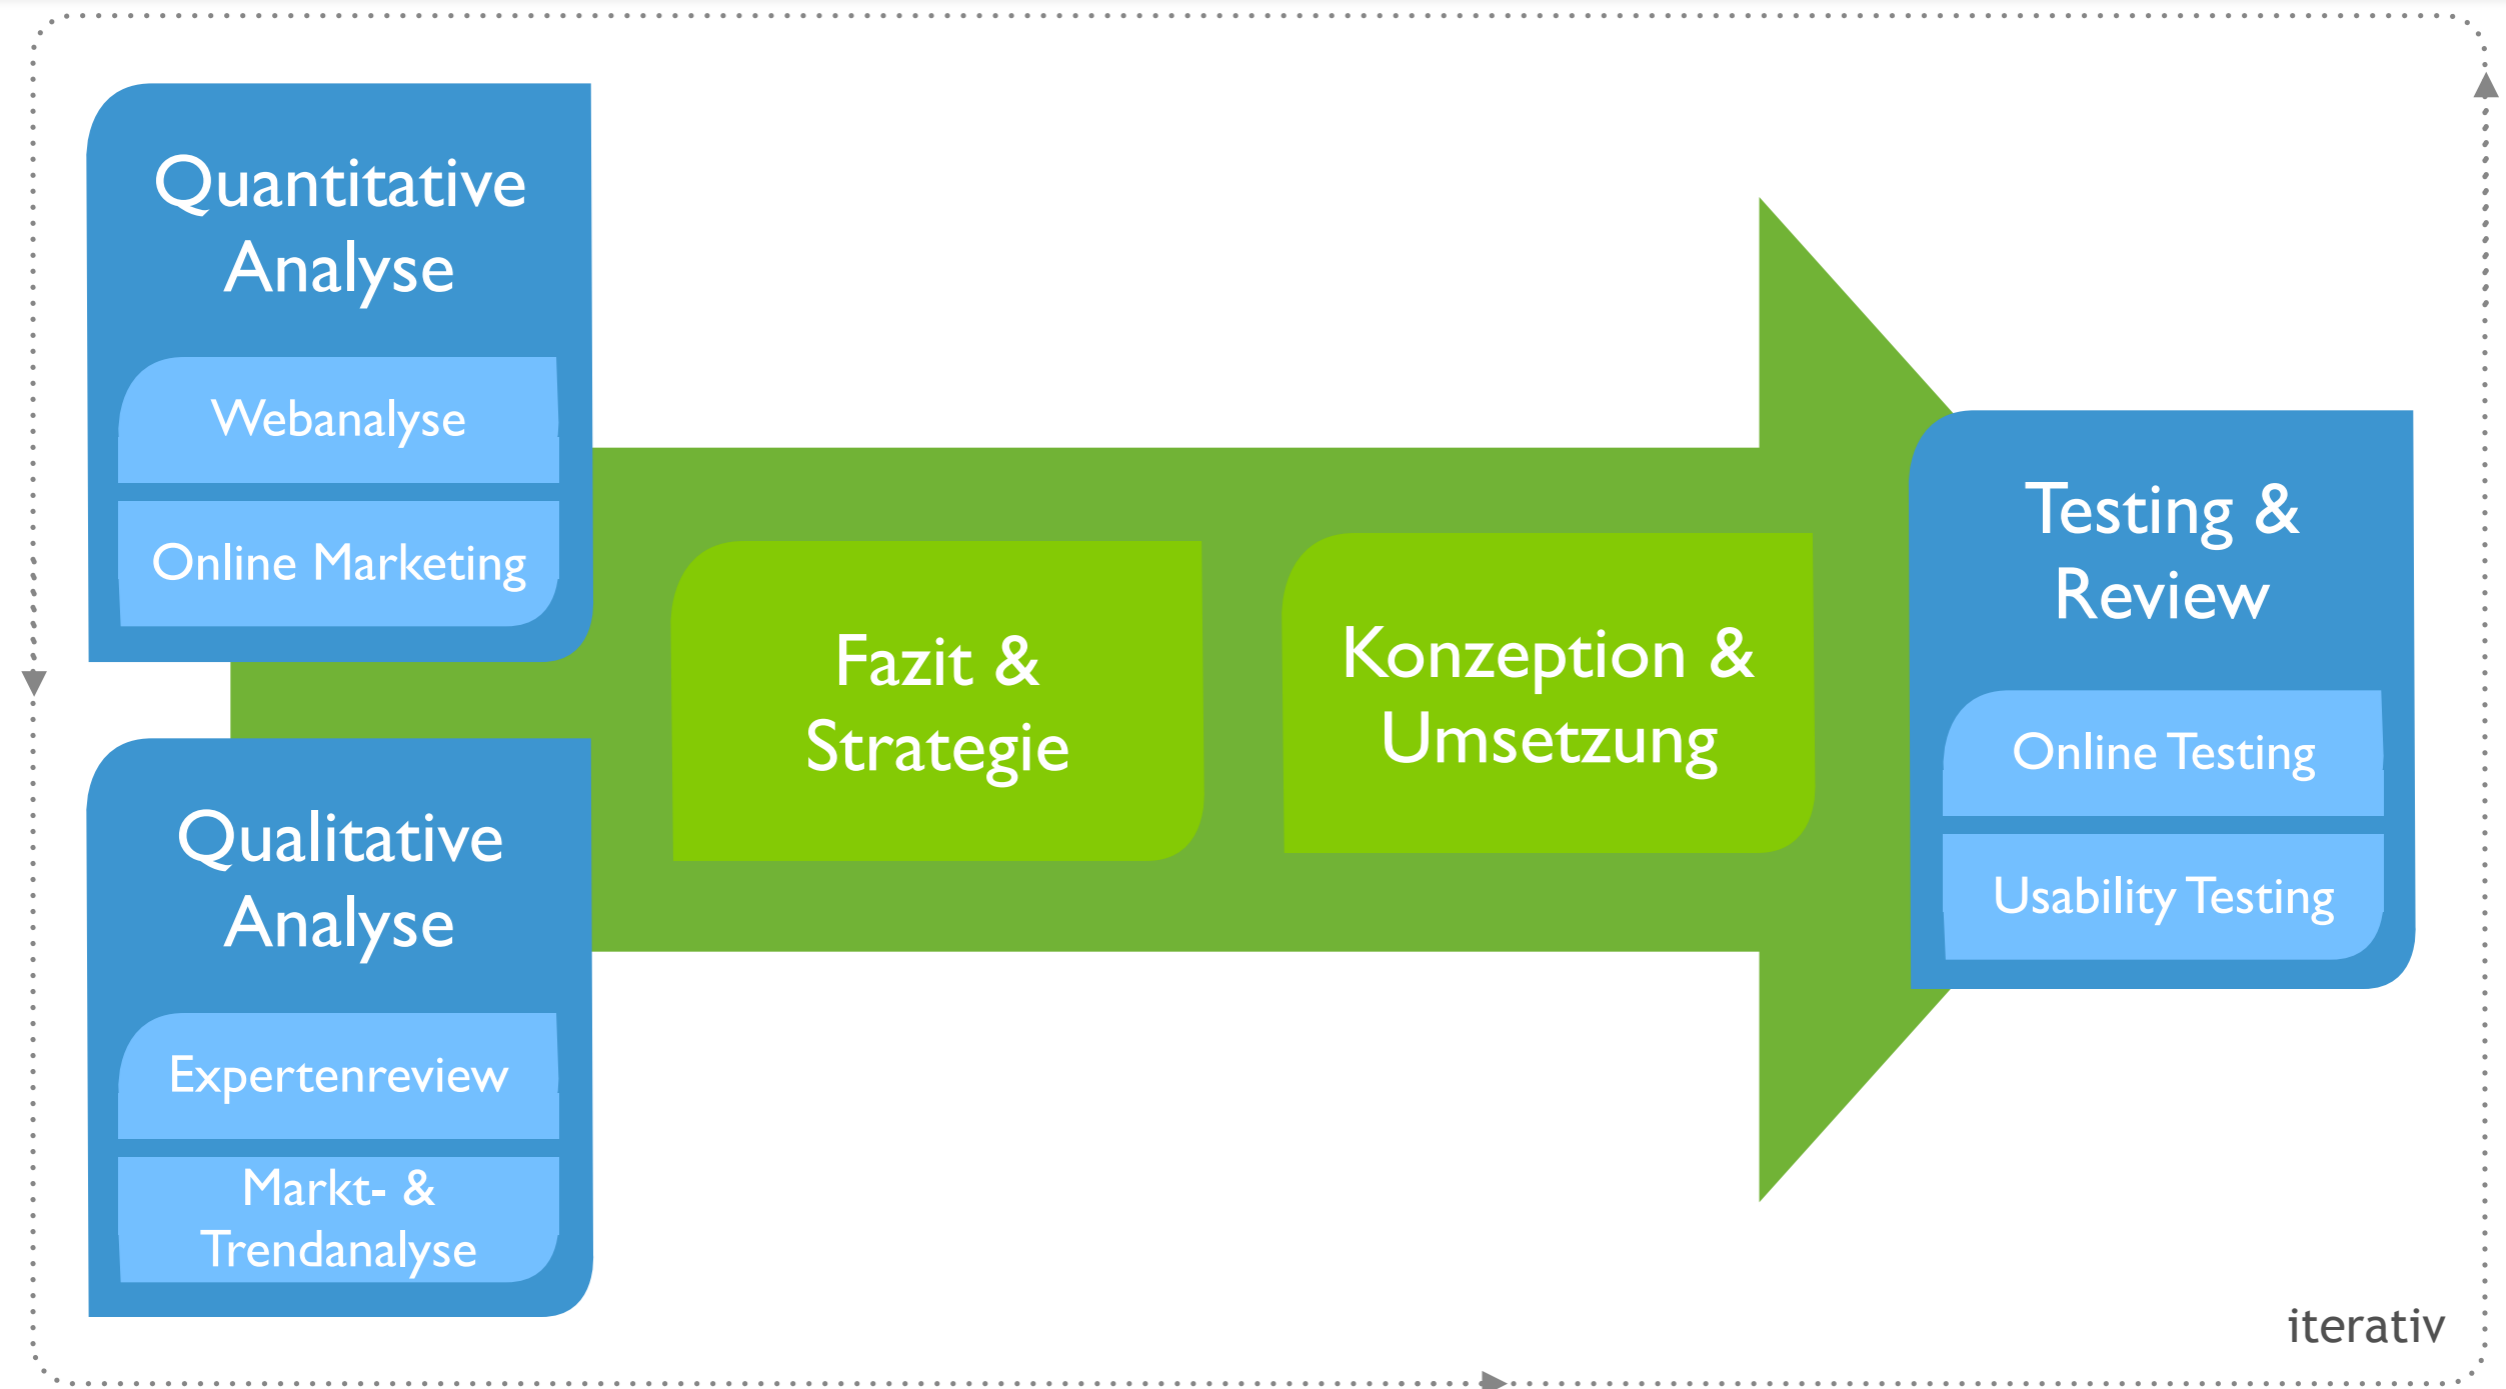 Quantitative
Analyse
Webanalyse
Online Marketing
Qualitative
Analyse
Expertenreview
Markt- &
Trendanalyse
Fazit &
Strategie
Konzeption &
Umsetzung
Testing &
Review
Online Testing
Usability Testing
iterativ